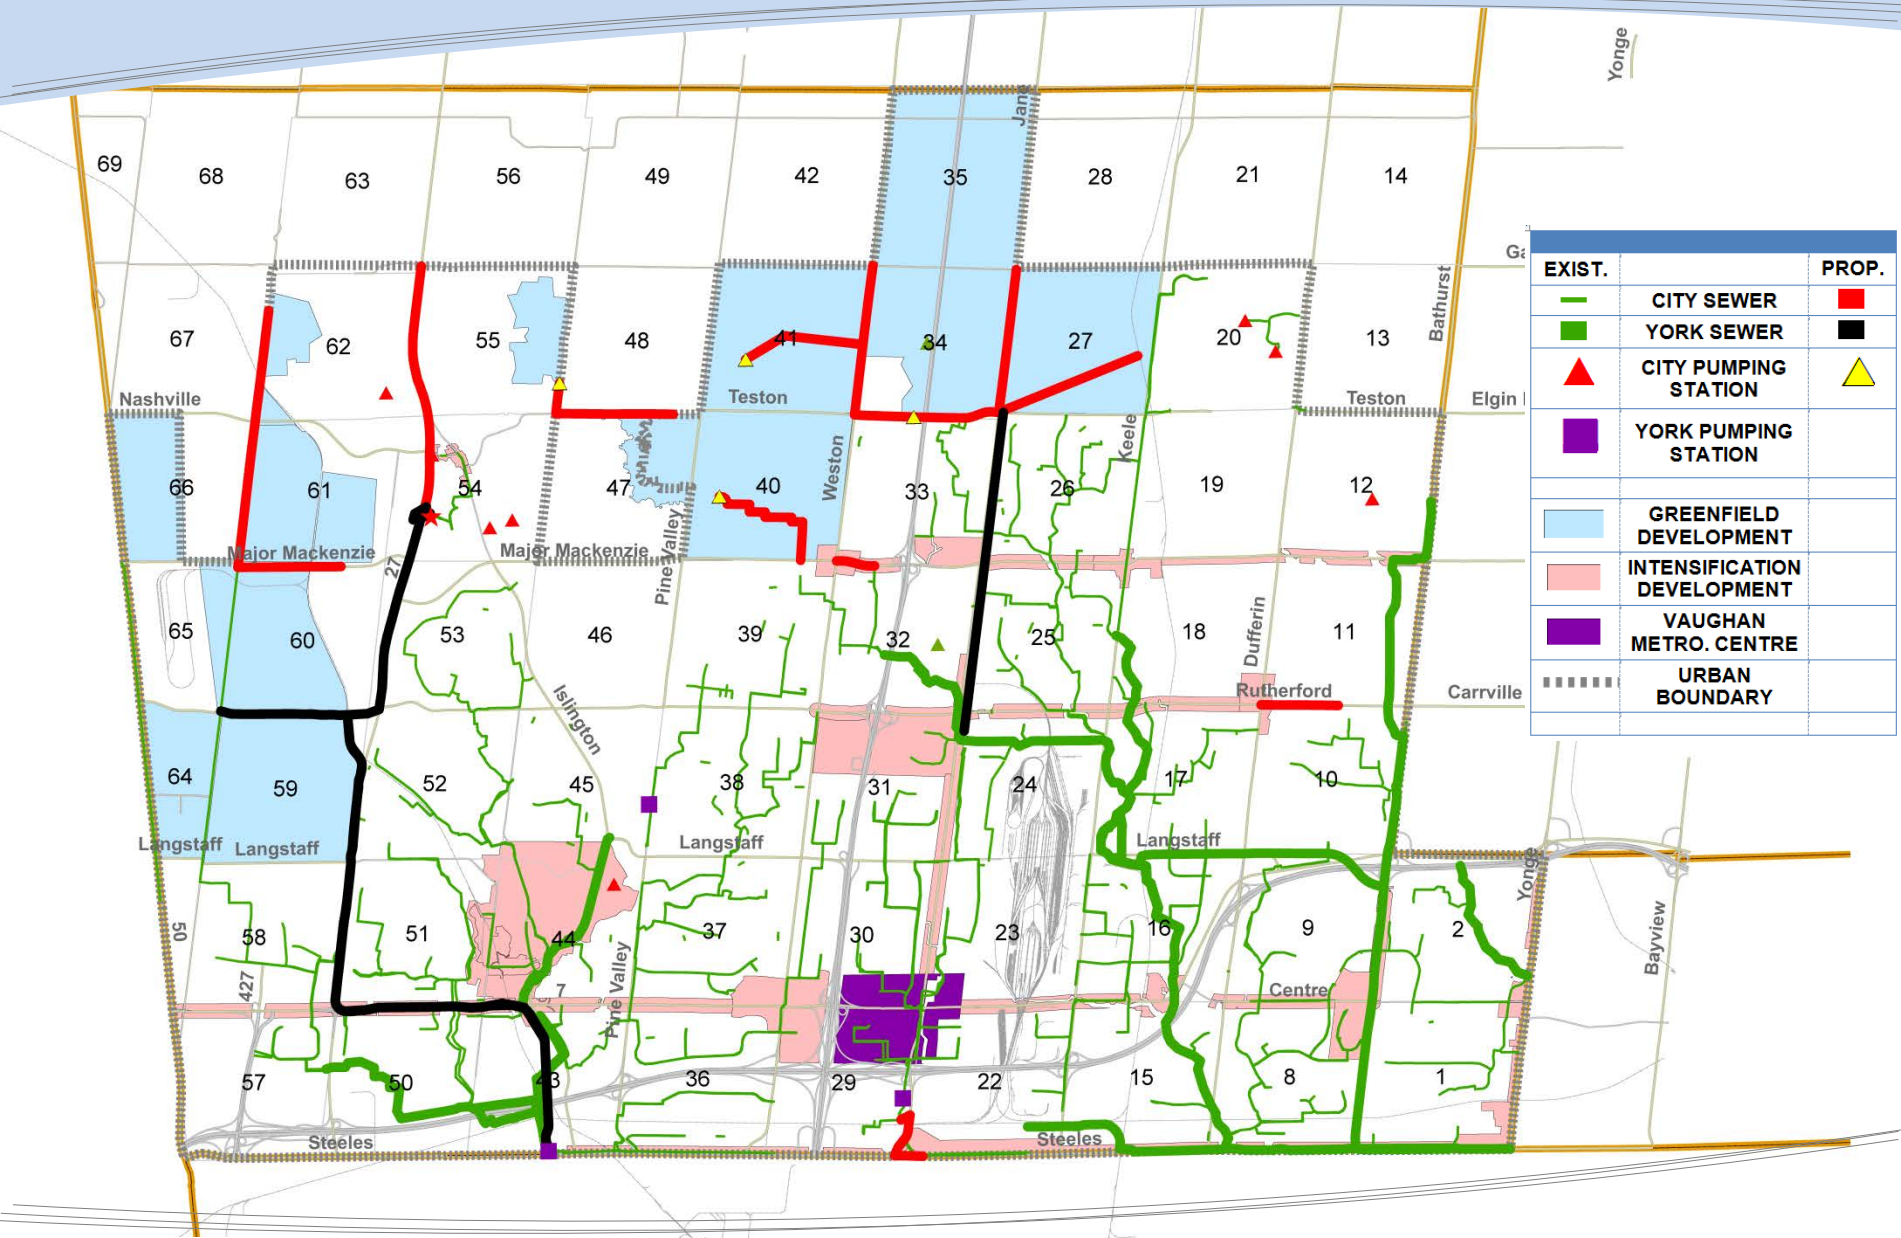 Yonge
Jane
69
68
63
56
49
42
35
28
21
14
Ga
67
62
55
48
41
34
27
20
13
Bathurst
Nashville
Teston
Teston
Elgin
66
61
54
47
40
Weston
33
26
Keele
19
12
Major Mackenzie
27
Major Mackenzie
Pine Valley
65
60
53
46
39
32
25
18
Dufferin
11
Islington
Rutherford
Carrville
64
59
52
45
38
31
24
17
10
Langstaff
Langstaff
Langstaff
Langstaff
50
58
427
51
44
7
Pine Valley
37
30
23
16
9
Centre
2
Yonge
Bayview
57
50
43
36
29
22
15
8
1
Steeles
Steeles
EXIST.
PROP.
CITY SEWER
YORK SEWER
CITY PUMPING
STATION
YORK PUMPING
STATION
GREENFIELD
DEVELOPMENT
INTENSIFICATION
DEVELOPMENT
VAUGHAN
METRO. CENTRE
URBAN
BOUNDARY